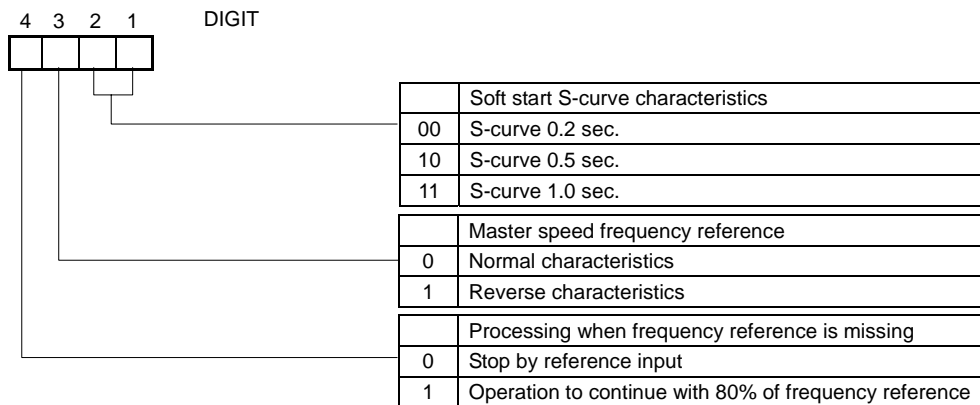 4 3 2 1 DIGIT
Soft start S-curve characteristics
00 S-curve 0.2 sec.
10 S-curve 0.5 sec.
11 S-curve 1.0 sec.
Master speed frequency reference
0 Normal characteristics
1 Reverse characteristics
Processing when frequency reference is missing
0 Stop by reference input
1 Operation to continue with 80% of frequency reference